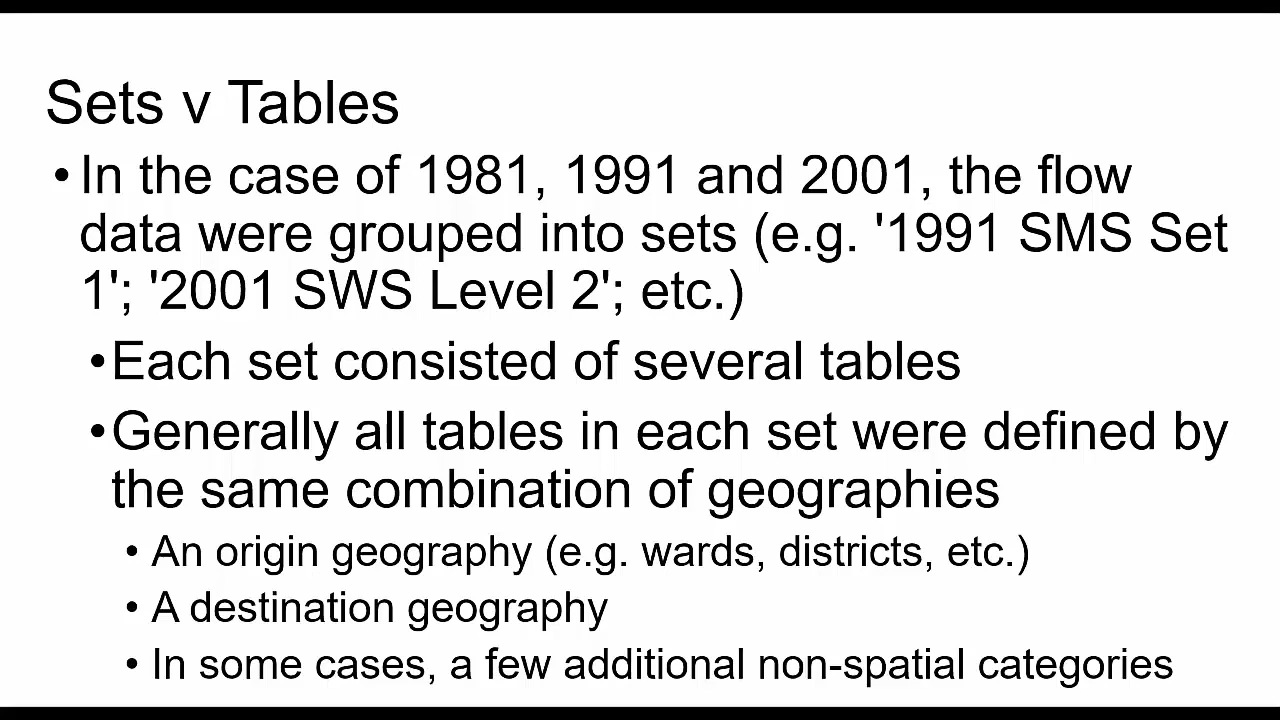 Sets v Tables
•In the case of 1981, 1991 and 2001, the flow
data were grouped into sets (e.g. '1991 SMS Set
1'; '2001 SWS Level 2'; etc.)
•Each set consisted of several tables
•Generally all tables in each set were defined by
the same combination of geographies
• An origin geography (e.g. wards, districts, etc.)
• A destination geography
• In some cases, a few additional non-spatial categories